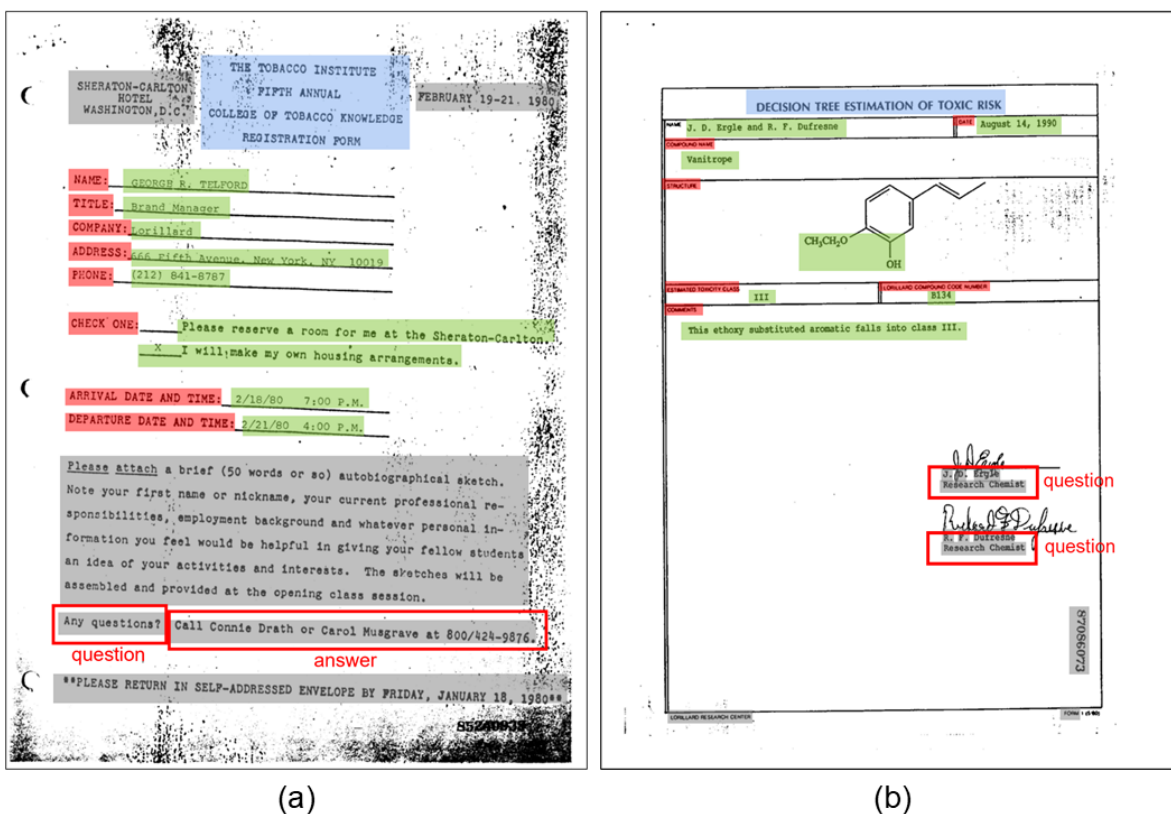 SHERATON-CARLTON
HOTEL
WASHINGTON, D.C.
THE TOBACCO INSTITUTE
FIFTH ANNUAL
COLLEGE OF TOBACCO KNOWLEDGE
REGISTRATION FORM
FEBRUARY 19-21. 1980
NAME: GEORGE R. TELFORD
TITLE: Brand Manager
COMPANY: Lorillard
ADDRESS: 666 Fifth Avenue, New York, NY 10019
PHONE: (212) 841-8787
CHECK ONE: Please reserve a room for me at the Sheraton-Carlton.
X I will make my own housing arrangements.
ARRIVAL DATE AND TIME: 2/18/80 7:00 P.M.
DEPARTURE DATE AND TIME: 2/21/80 4:00 P.M.
Please attach a brief (50 words or so) autobiographical sketch.
Note your first name or nickname, your current professional re-
sponsibilities, employment background and whatever personal in-
formation you feel would be helpful in giving your fellow students
an idea of your activities and interests. The sketches will be
assembled and provided at the opening class session.
Any questions? Call Connie Drath or Carol Musgrave at 800/424-9876.
question answer
**PLEASE RETURN IN SELF-ADDRESSED ENVELOPE BY FRIDAY, JANUARY 18, 1980**
(a)
DECISION TREE ESTIMATION OF TOXIC RISK
NAME J. D. Ergle and R. F. Dufresne DATE August 14, 1990
COMPOUND NAME
Vanitrope
STRUCTURE
CH₃CH₂O
OH
ESTIMATED TOXICITY CLASS LORILLARD COMPOUND CODE NUMBER
III B134
COMMENTS
This ethoxy substituted aromatic falls into class III.
J. D. Ergle
Research Chemist
question
R. F. Dufresne
Research Chemist
question
87086073
LORILLARD RESEARCH CENTER FORM 1 (5/90)
(b)